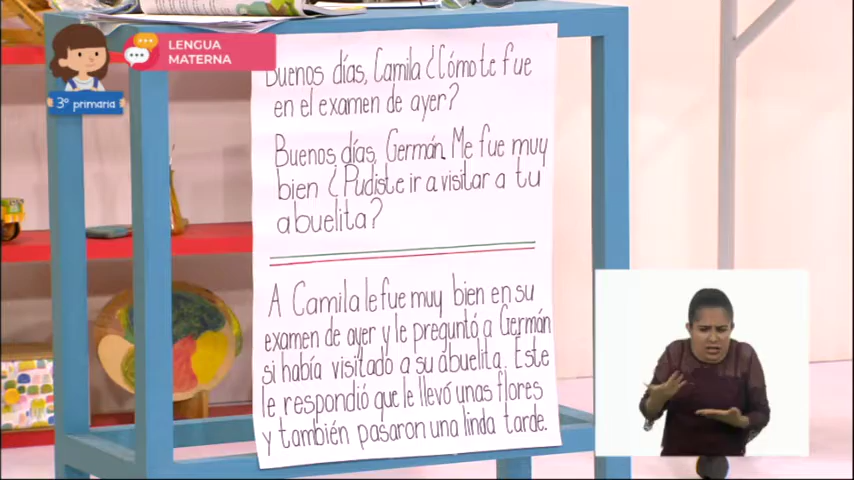 LENGUA
MATERNA
3º primaria
Buenos días, Camila ¿Cómo te fue
en el examen de ayer?
Buenos días, Germán. Me fue muy
bien ¿Pudiste ir a visitar a tu
abuelita?
A Camila le fue muy bien en su
examen de ayer y le preguntó a Germán
si había visitado a su abuelita. Este
le respondió que le llevó unas flores
y también pasaron una linda tarde.